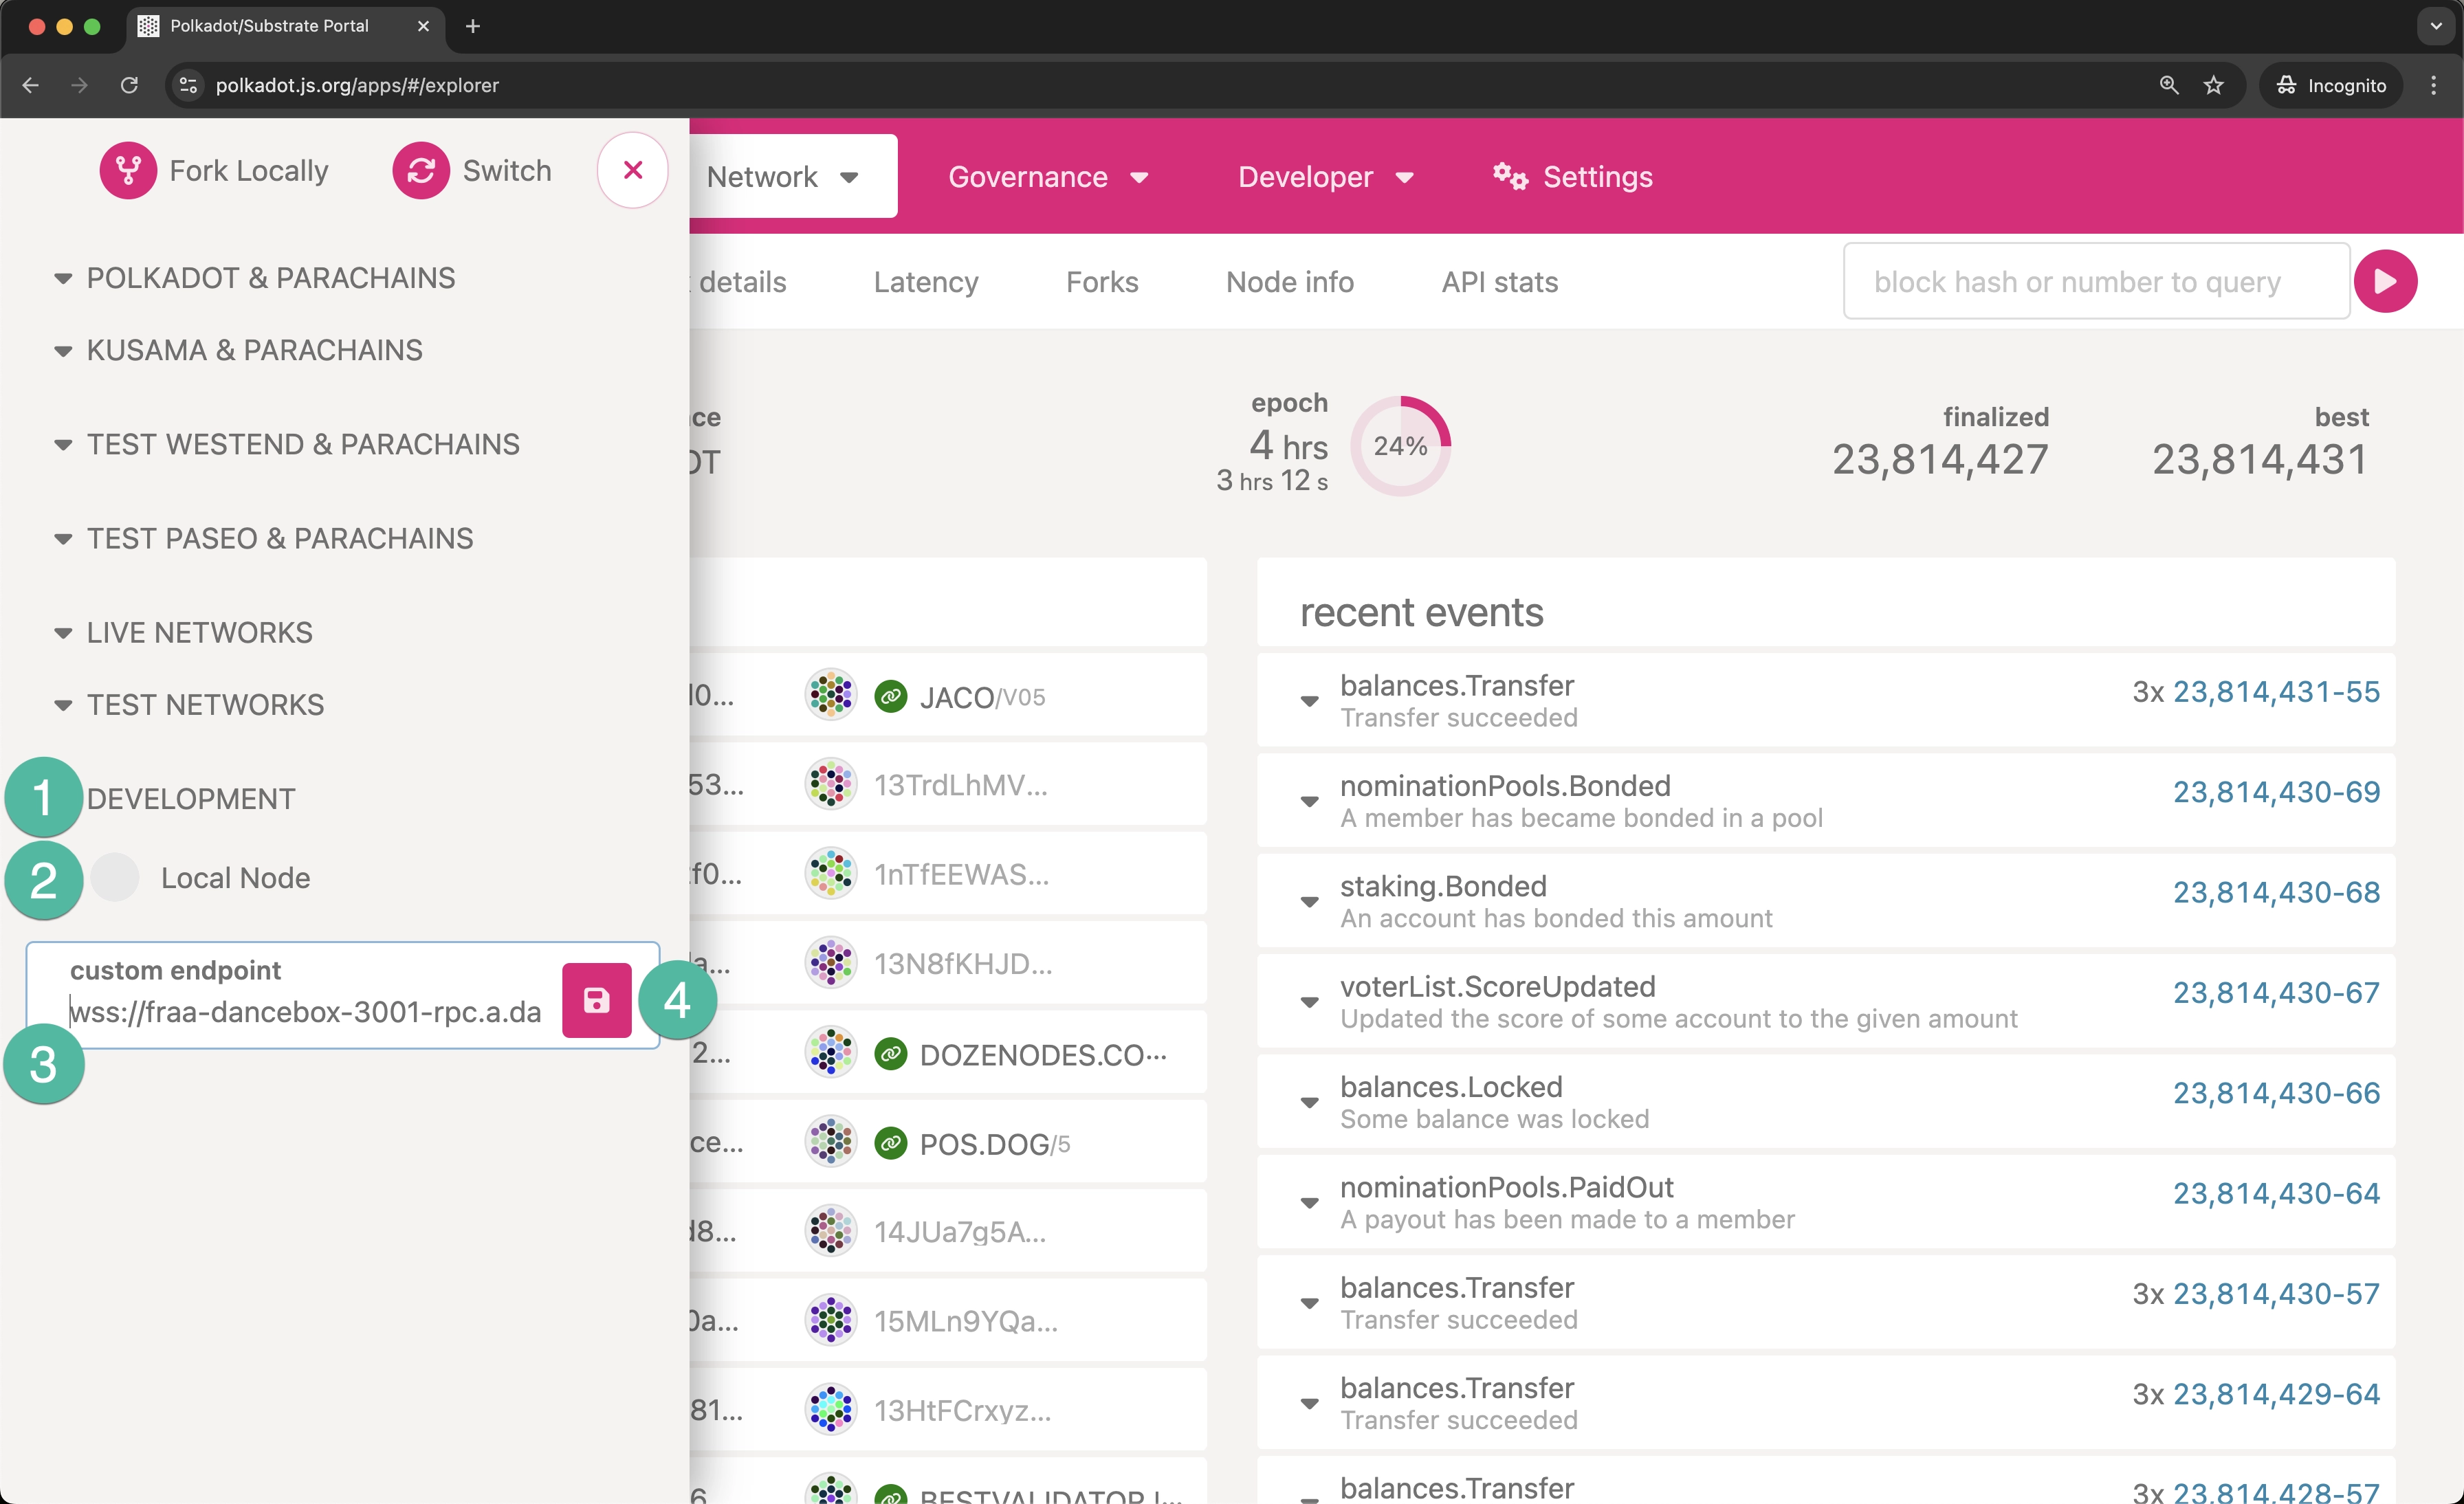 Polkadot/Substrate Portal
polkadot.js.org/apps/#/explorer
Incognito
Fork Locally
Switch
Network
Governance
Developer
Settings
details
Latency
Forks
Node info
API stats
block hash or number to query
POLKADOT & PARACHAINS
KUSAMA & PARACHAINS
TEST WESTEND & PARACHAINS
TEST PASEO & PARACHAINS
LIVE NETWORKS
TEST NETWORKS
1
DEVELOPMENT
2
Local Node
custom endpoint
wss://fraa-dancebox-3001-rpc.a.da
3
4
epoch
4 hrs
3 hrs 12 s
24%
finalized
23,814,427
best
23,814,431
JACO/V05
53...
13TrdLhMV...
f0...
1nTfEEWAS...
a...
13N8fKHJD...
2...
DOZENODES.CO...
ce...
POS.DOG/5
d8...
14JUa7g5A...
0a...
15MLn9YQa...
81...
13HtFCrxyz...
recent events
balances.Transfer
3x 23,814,431-55
Transfer succeeded
nominationPools.Bonded
23,814,430-69
A member has became bonded in a pool
staking.Bonded
23,814,430-68
An account has bonded this amount
voterList.ScoreUpdated
23,814,430-67
Updated the score of some account to the given amount
balances.Locked
23,814,430-66
Some balance was locked
nominationPools.PaidOut
23,814,430-64
A payout has been made to a member
balances.Transfer
3x 23,814,430-57
Transfer succeeded
balances.Transfer
3x 23,814,429-64
Transfer succeeded
balances.Transfer
3x 23,814,428-57